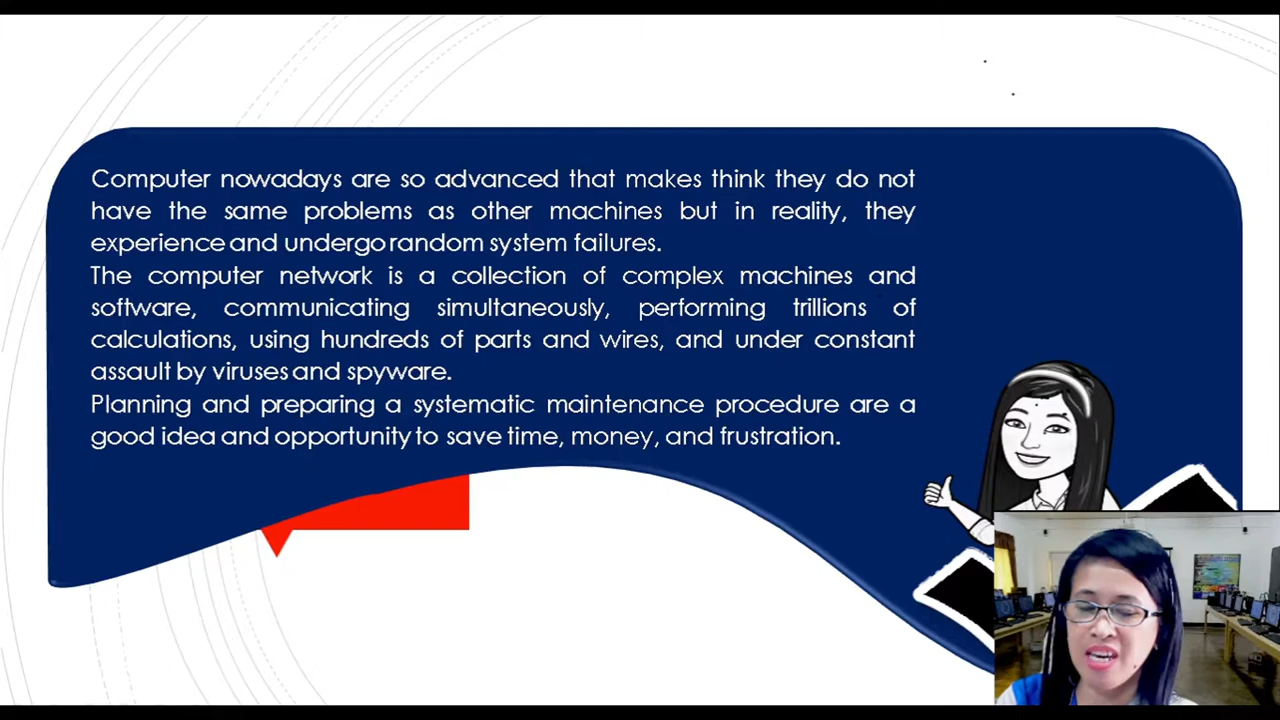 Computer nowadays are so advanced that makes think they do not
have the same problems as other machines but in reality, they
experience and undergo random system failures.
The computer network is a collection of complex machines and
software, communicating simultaneously, performing trillions of
calculations, using hundreds of parts and wires, and under constant
assault by viruses and spyware.
Planning and preparing a systematic maintenance procedure are a
good idea and opportunity to save time, money, and frustration.